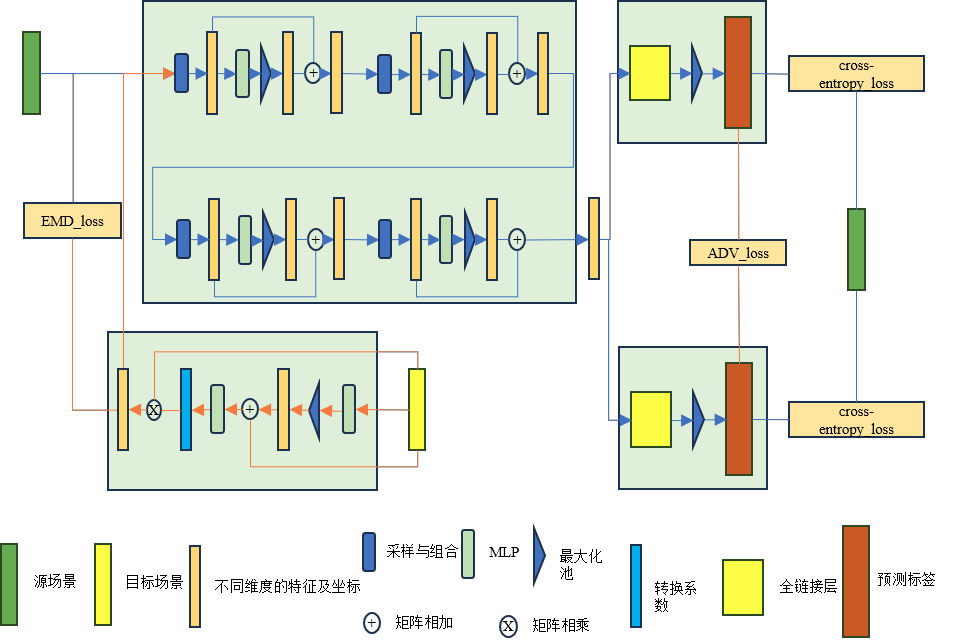 cross-
entropy_loss
EMD_loss
ADV_loss
cross-
entropy_loss
源场景
目标场景
不同维度的特征及坐标
采样与组合
MLP
最大化
池
转换系
数
全链接层
预测标签
+
矩阵相加
X
矩阵相乘